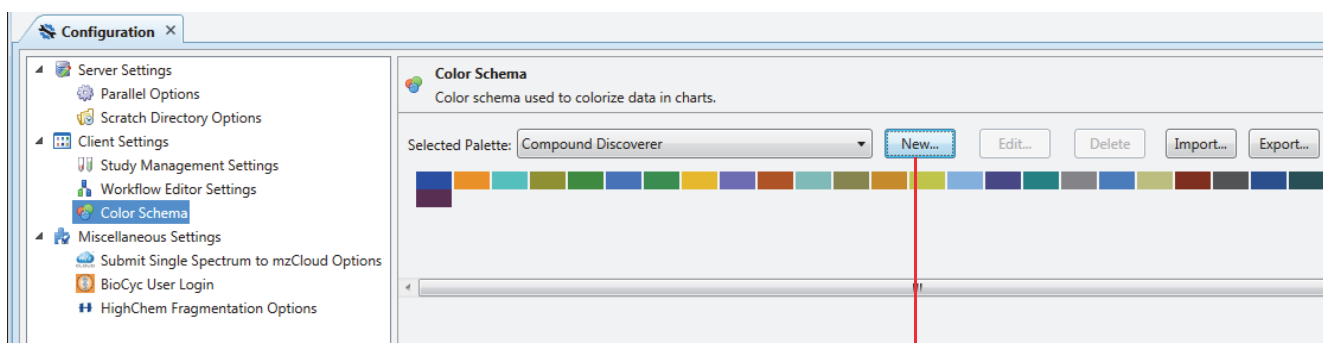 Configuration ×
Server Settings
Parallel Options
Scratch Directory Options
Client Settings
Study Management Settings
Workflow Editor Settings
Color Schema
Miscellaneous Settings
Submit Single Spectrum to mzCloud Options
BioCyc User Login
HighChem Fragmentation Options
Color Schema
Color schema used to colorize data in charts.
Selected Palette: Compound Discoverer New... Edit... Delete Import... Export...